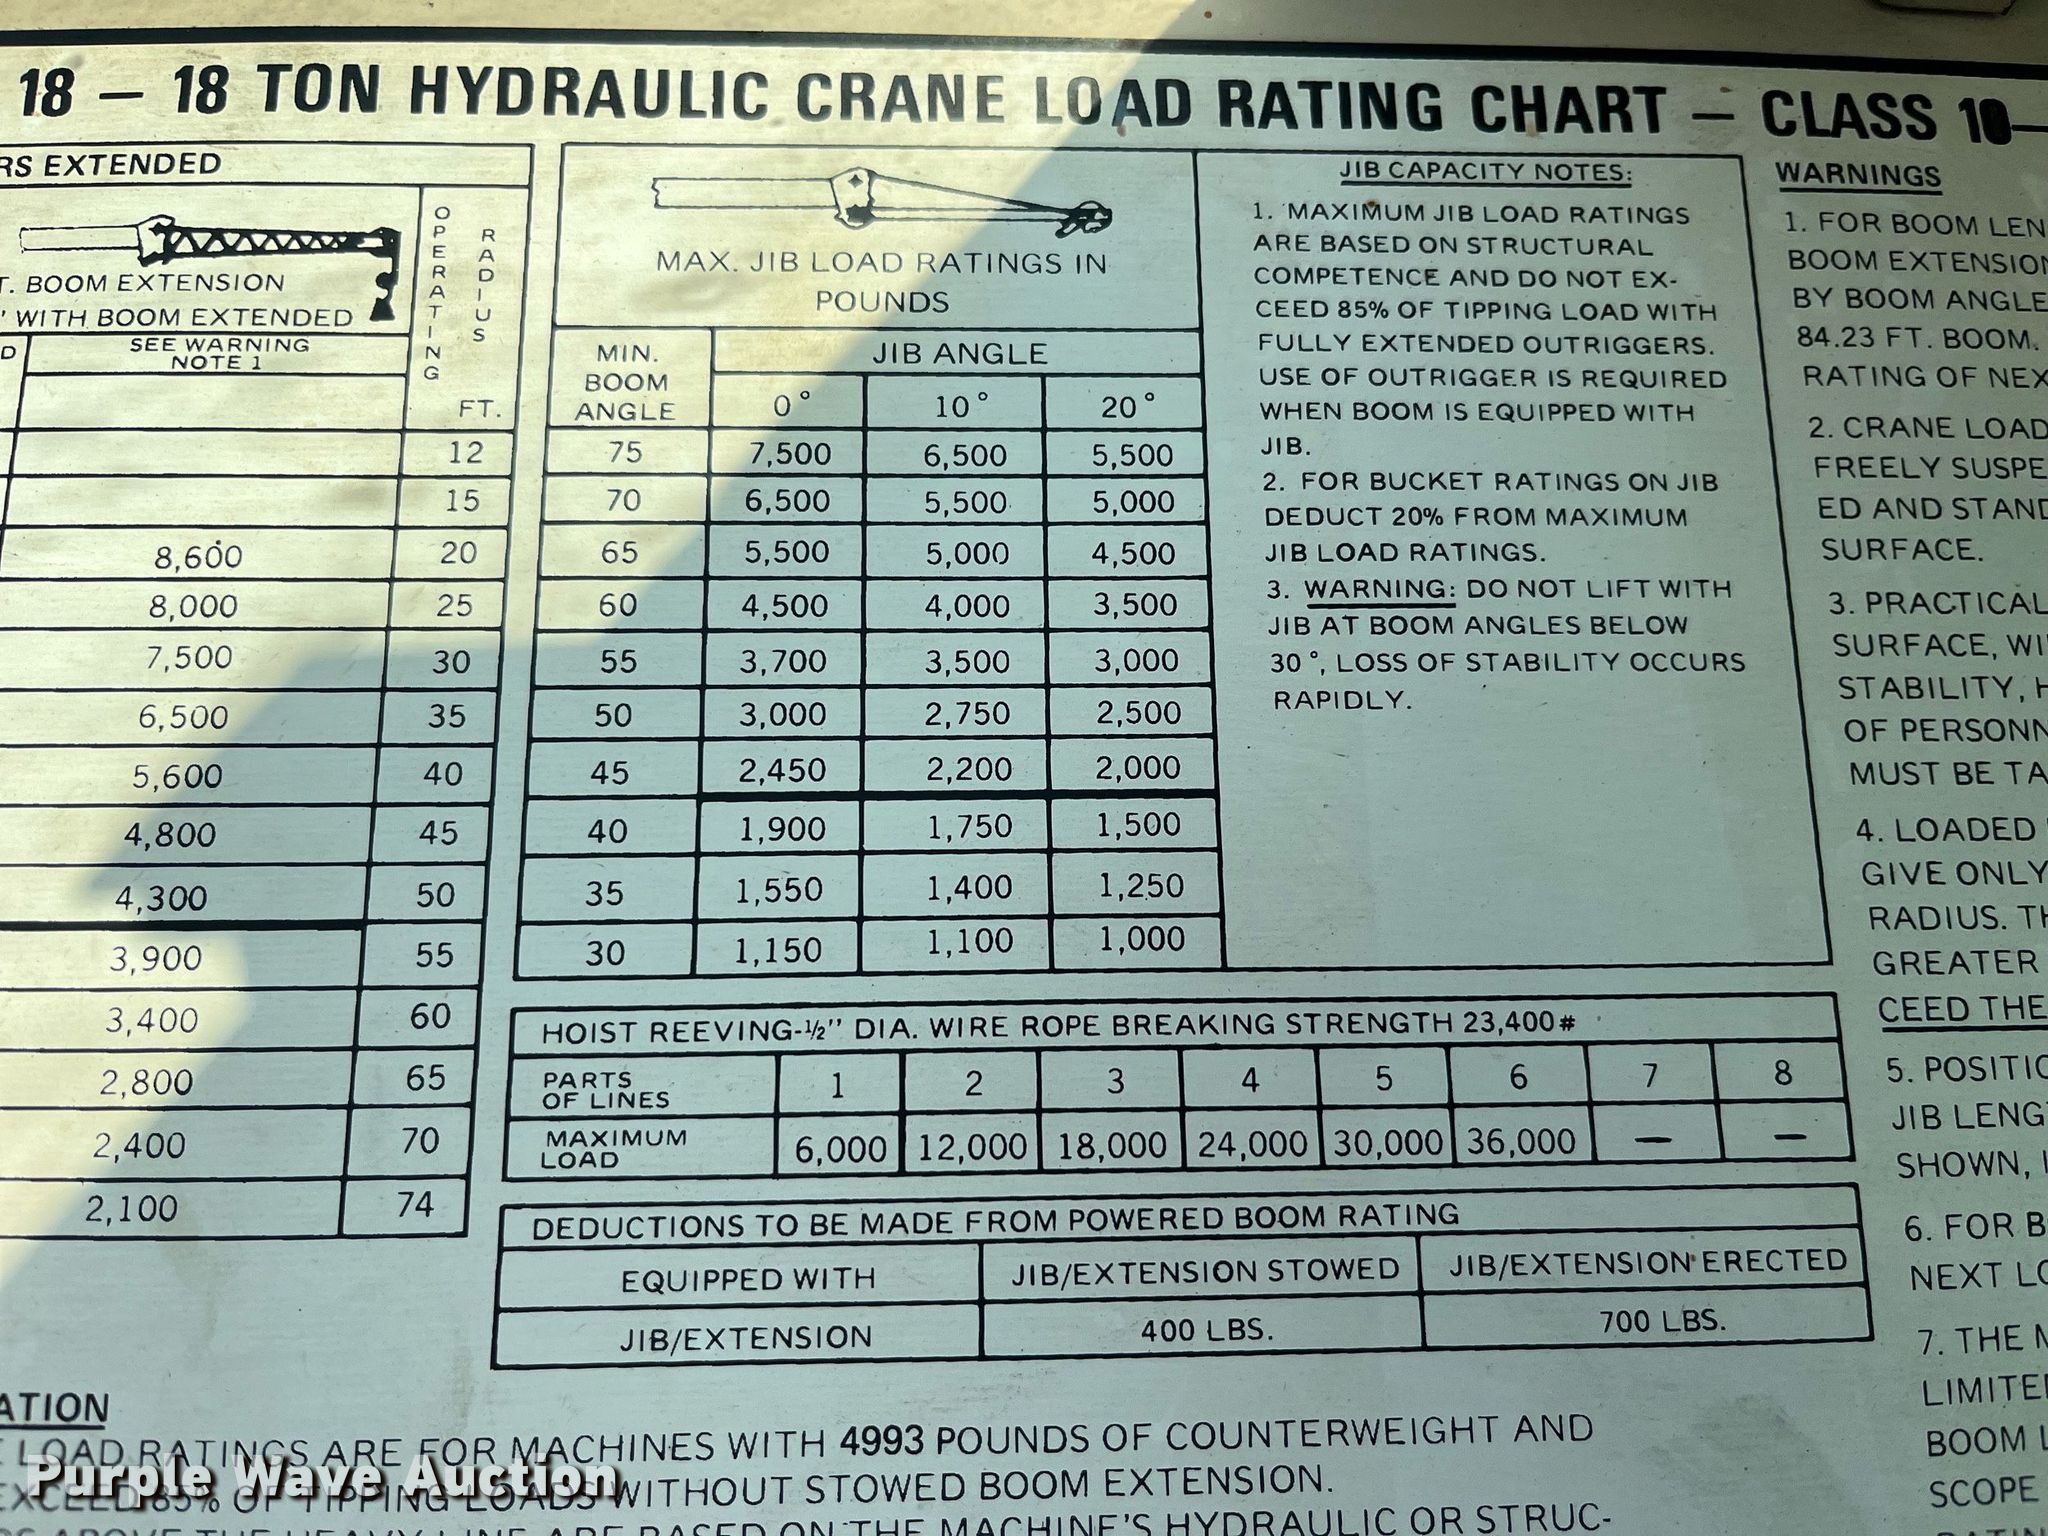 18 – 18 TON HYDRAULIC CRANE LOAD RATING CHART – CLASS 10–
RS EXTENDED
T. BOOM EXTENSION
' WITH BOOM EXTENDED
D
SEE WARNING
NOTE 1
OPERATING
RADIUS
FT.
12
15
8,600 20
8,000 25
7,500 30
6,500 35
5,600 40
4,800 45
4,300 50
3,900 55
3,400 60
2,800 65
2,400 70
2,100 74
MAX. JIB LOAD RATINGS IN
POUNDS
MIN.
BOOM
ANGLE
JIB ANGLE
0° 10° 20°
75 7,500 6,500 5,500
70 6,500 5,500 5,000
65 5,500 5,000 4,500
60 4,500 4,000 3,500
55 3,700 3,500 3,000
50 3,000 2,750 2,500
45 2,450 2,200 2,000
40 1,900 1,750 1,500
35 1,550 1,400 1,250
30 1,150 1,100 1,000
JIB CAPACITY NOTES:
1. MAXIMUM JIB LOAD RATINGS
ARE BASED ON STRUCTURAL
COMPETENCE AND DO NOT EX-
CEED 85% OF TIPPING LOAD WITH
FULLY EXTENDED OUTRIGGERS.
USE OF OUTRIGGER IS REQUIRED
WHEN BOOM IS EQUIPPED WITH
JIB.
2. FOR BUCKET RATINGS ON JIB
DEDUCT 20% FROM MAXIMUM
JIB LOAD RATINGS.
3. WARNING: DO NOT LIFT WITH
JIB AT BOOM ANGLES BELOW
30°, LOSS OF STABILITY OCCURS
RAPIDLY.
HOIST REEVING-½" DIA. WIRE ROPE BREAKING STRENGTH 23,400#
PARTS
OF LINES
1 2 3 4 5 6 7 8
MAXIMUM
LOAD
6,000 12,000 18,000 24,000 30,000 36,000 — —
DEDUCTIONS TO BE MADE FROM POWERED BOOM RATING
EQUIPPED WITH JIB/EXTENSION STOWED JIB/EXTENSION ERECTED
JIB/EXTENSION 400 LBS. 700 LBS.
WARNINGS
1. FOR BOOM LEN
BOOM EXTENSION
BY BOOM ANGLE
84.23 FT. BOOM.
RATING OF NEX
2. CRANE LOAD
FREELY SUSPE
ED AND STAND
SURFACE.
3. PRACTICAL
SURFACE, WI
STABILITY, H
OF PERSONN
MUST BE TA
4. LOADED
GIVE ONLY
RADIUS. TH
GREATER
CEED THE
5. POSITIO
JIB LENG
SHOWN, I
6. FOR B
NEXT LO
7. THE M
LIMITE
BOOM L
SCOPE
ATION
E LOAD RATINGS ARE FOR MACHINES WITH 4993 POUNDS OF COUNTERWEIGHT AND
EXCEED 85% OF TIPPING LOADS WITHOUT STOWED BOOM EXTENSION.
ABOVE THE HEAVY LINE ARE BASED ON THE MACHINE'S HYDRAULIC OR STRUC-
Purple Wave Auction